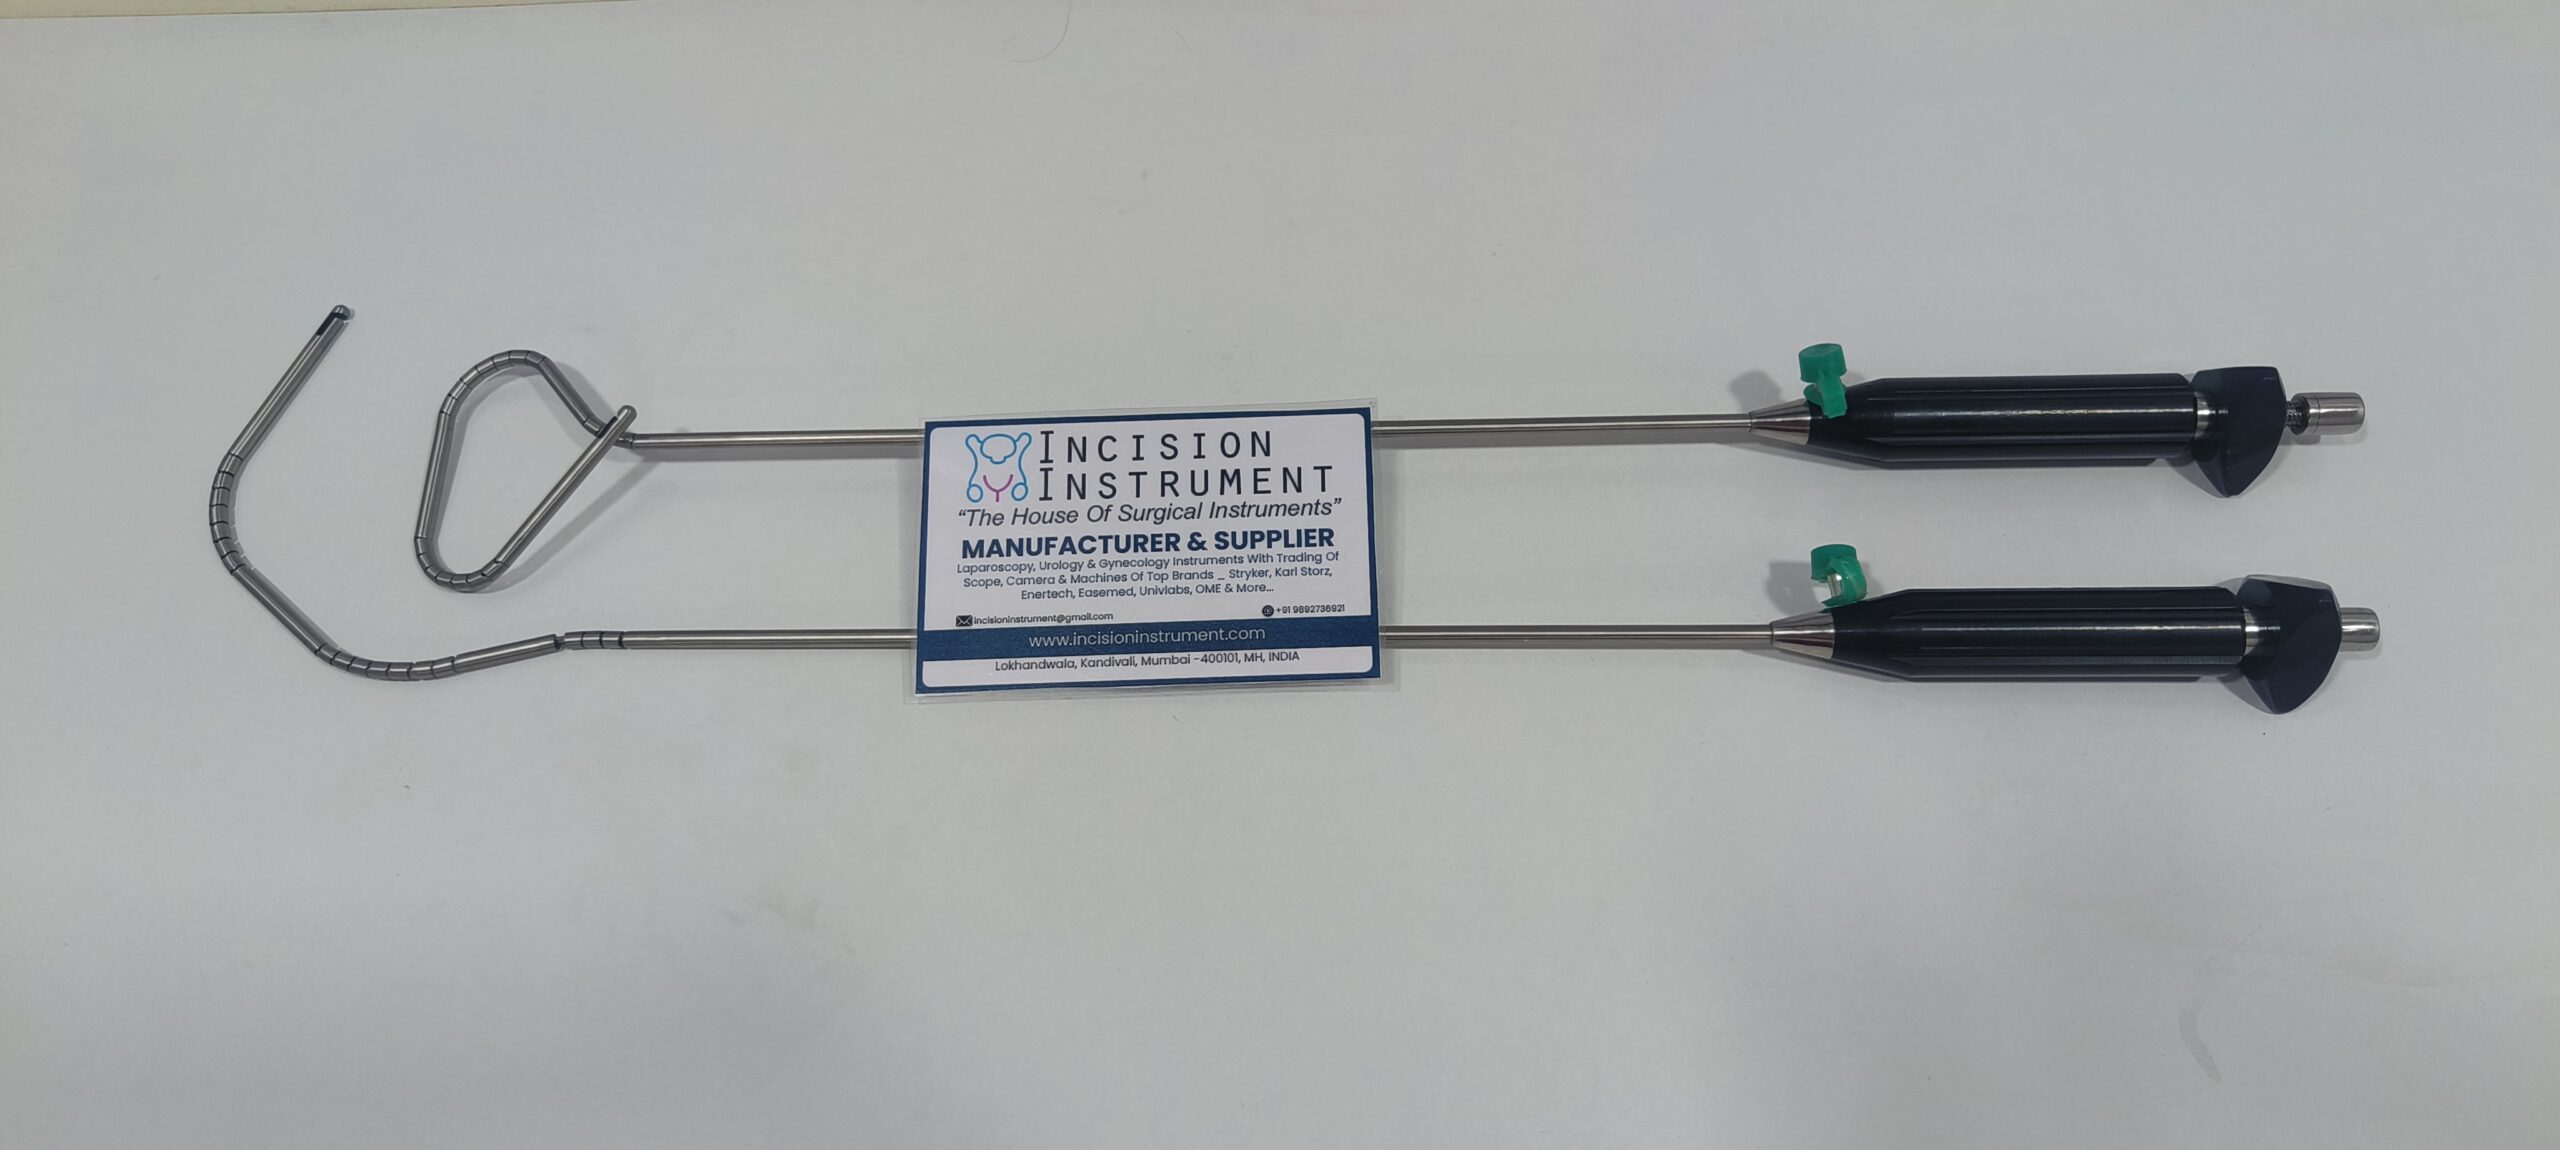 INCISION
INSTRUMENT
“The House Of Surgical Instruments”
MANUFACTURER & SUPPLIER
Laparoscopy, Urology & Gynecology Instruments With Trading Of
Scope, Camera & Machines Of Top Brands _ Stryker, Karl Storz,
Enertech, Easemed, Univlabs, OME & More...
incisioninstrument@gmail.com
+91 9892736921
www.incisioninstrument.com
Lokhandwala, Kandivali, Mumbai -400101, MH, INDIA